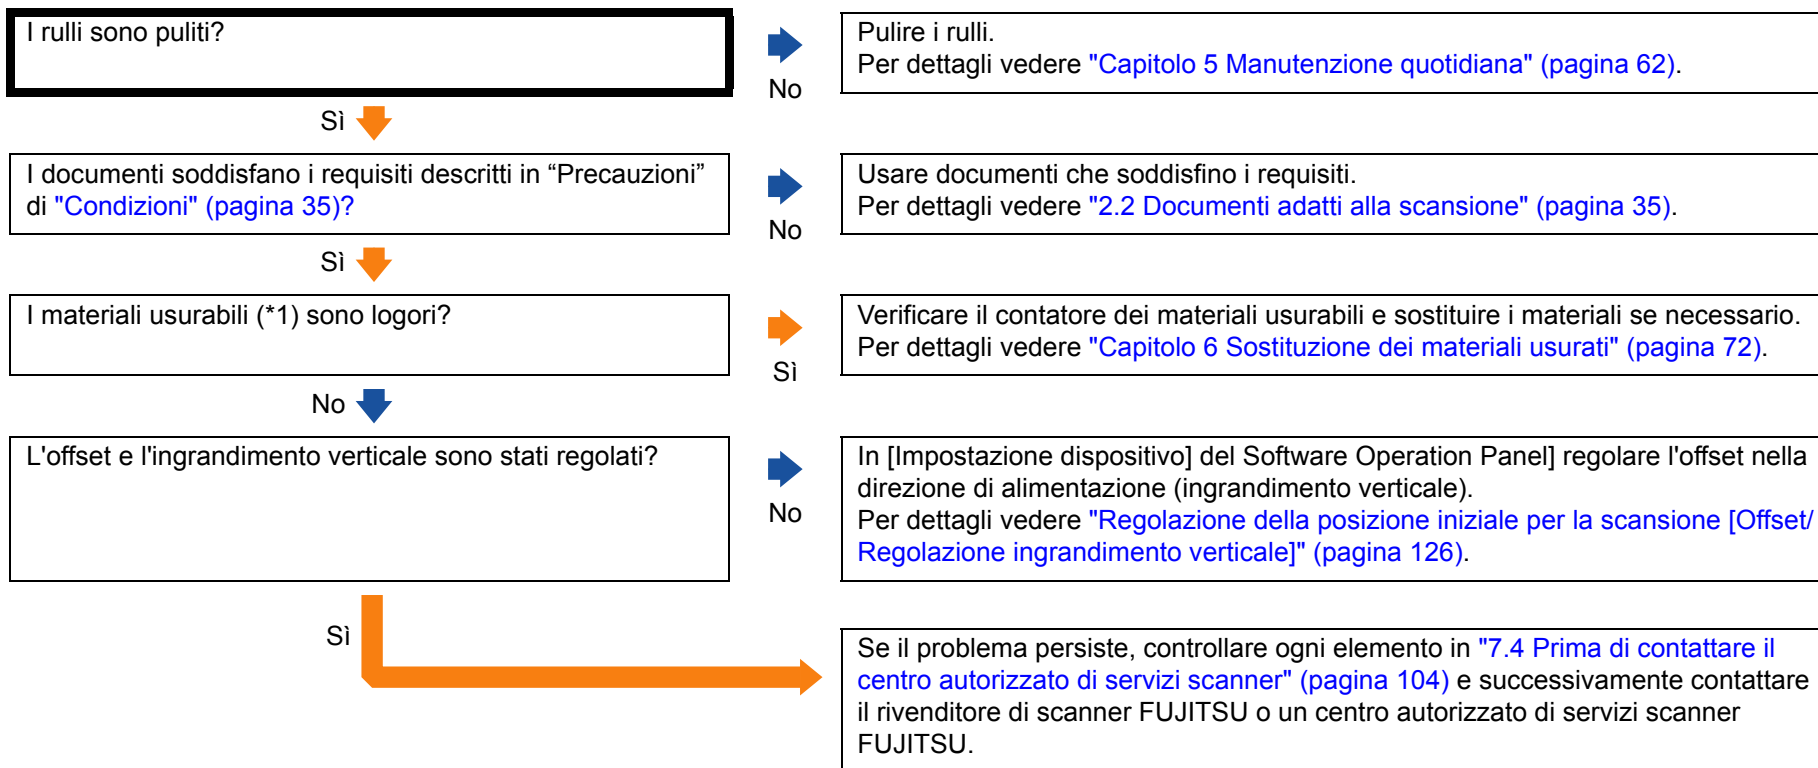 I rulli sono puliti?
No
Pulire i rulli.
Per dettagli vedere "Capitolo 5 Manutenzione quotidiana" (pagina 62).
Sì
I documenti soddisfano i requisiti descritti in “Precauzioni”
di "Condizioni" (pagina 35)?
No
Usare documenti che soddisfino i requisiti.
Per dettagli vedere "2.2 Documenti adatti alla scansione" (pagina 35).
Sì
I materiali usurabili (*1) sono logori?
Sì
Verificare il contatore dei materiali usurabili e sostituire i materiali se necessario.
Per dettagli vedere "Capitolo 6 Sostituzione dei materiali usurati" (pagina 72).
No
L'offset e l'ingrandimento verticale sono stati regolati?
No
In [Impostazione dispositivo] del Software Operation Panel] regolare l'offset nella
direzione di alimentazione (ingrandimento verticale).
Per dettagli vedere "Regolazione della posizione iniziale per la scansione [Offset/
Regolazione ingrandimento verticale]" (pagina 126).
Sì
Se il problema persiste, controllare ogni elemento in "7.4 Prima di contattare il
centro autorizzato di servizi scanner" (pagina 104) e successivamente contattare
il rivenditore di scanner FUJITSU o un centro autorizzato di servizi scanner
FUJITSU.